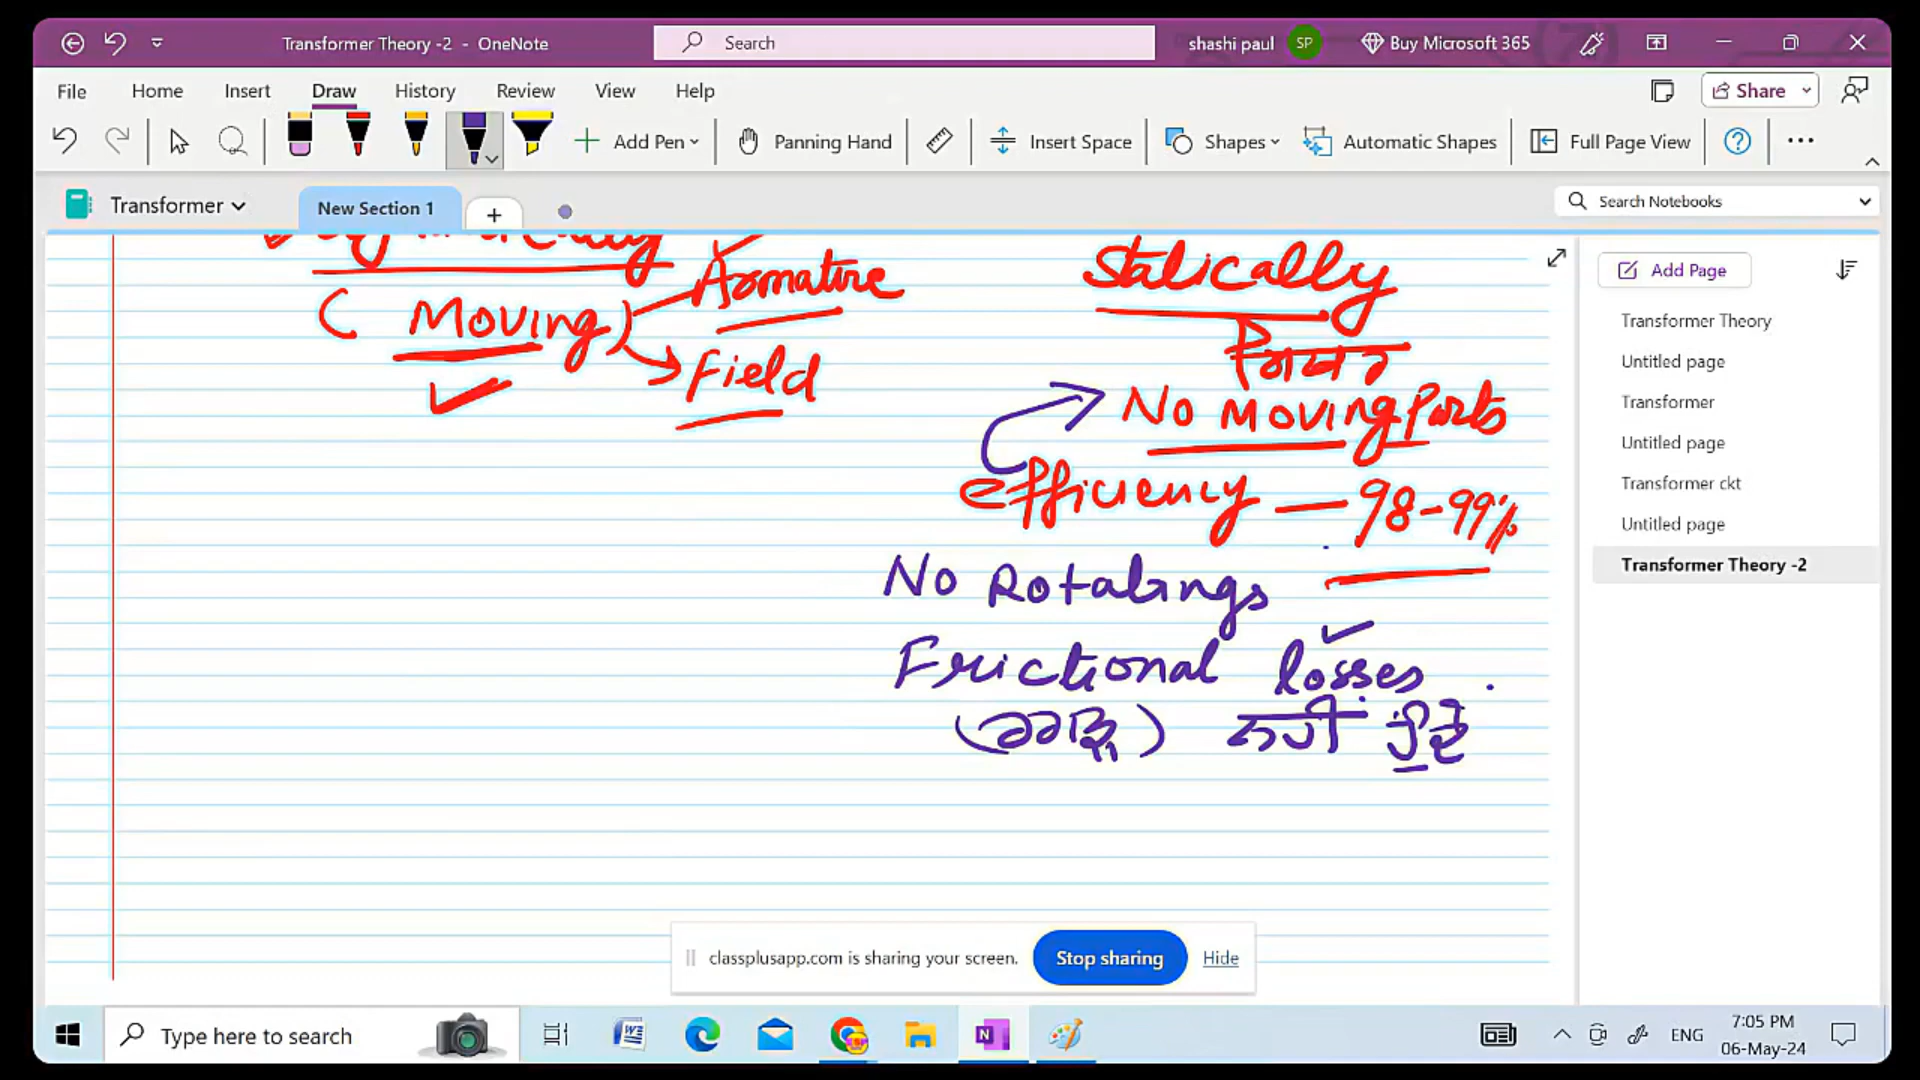 Transformer Theory -2 - OneNote
Search
shashi paul
SP
Buy Microsoft 365
File
Home
Insert
Draw
History
Review
View
Help
Share
Add Pen
Panning Hand
Insert Space
Shapes
Automatic Shapes
Full Page View
Transformer
New Section 1
+
Search Notebooks
Add Page
Transformer Theory
Untitled page
Transformer
Untitled page
Transformer ckt
Untitled page
Transformer Theory -2
( Moving)
Armature
Field
Statically
No Moving Parts
efficiency — 98-99%
No Rotatings
Frictional losses
classplusapp.com is sharing your screen.
Stop sharing
Hide
Type here to search
ENG
7:05 PM
06-May-24